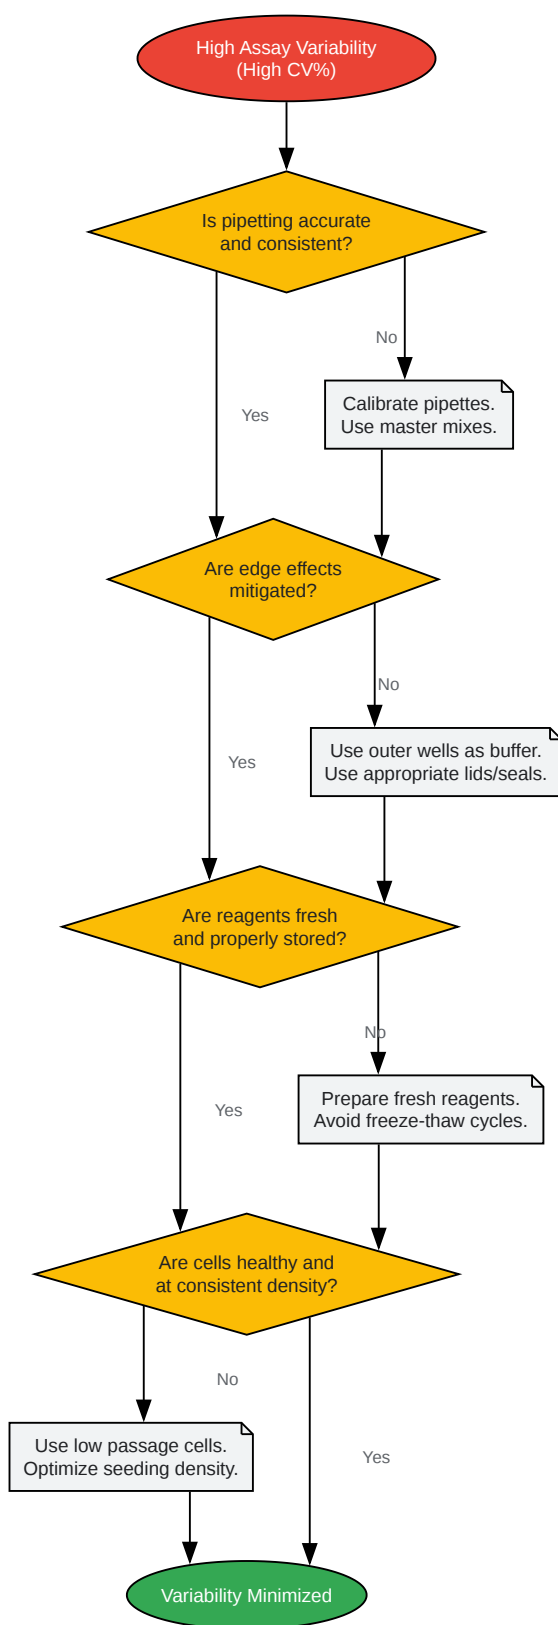 High Assay Variability
(High CV%)
Is pipetting accurate
and consistent?
No
Calibrate pipettes.
Use master mixes.
Yes
Are edge effects
mitigated?
No
Use outer wells as buffer.
Use appropriate lids/seals.
Yes
Are reagents fresh
and properly stored?
No
Prepare fresh reagents.
Avoid freeze-thaw cycles.
Yes
Are cells healthy and
at consistent density?
No
Use low passage cells.
Optimize seeding density.
Yes
Variability Minimized